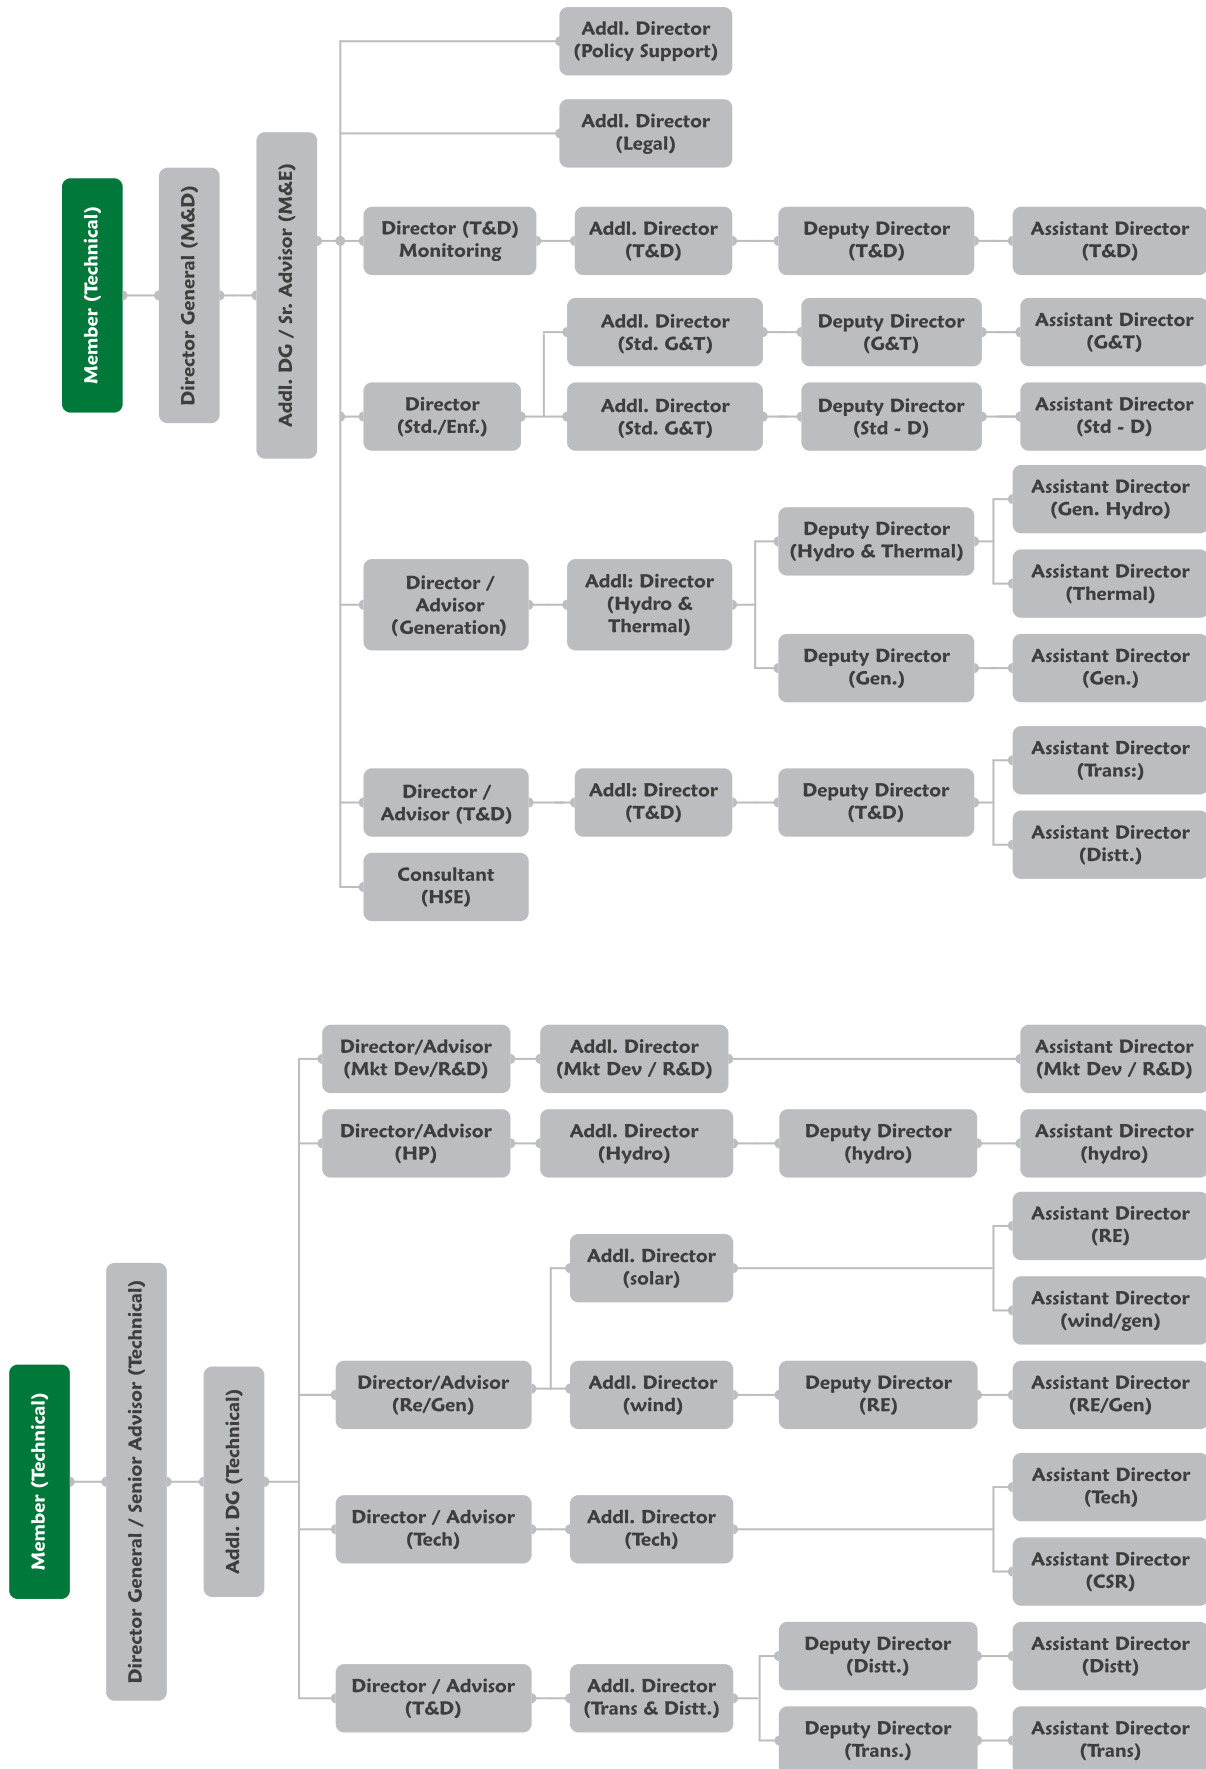 Member (Technical)
Director General (M&D)
Addl. DG / Sr. Advisor (M&E)
Addl. Director
(Policy Support)
Addl. Director
(Legal)
Director (T&D)
Monitoring
Addl. Director
(T&D)
Deputy Director
(T&D)
Assistant Director
(T&D)
Director
(Std./Enf.)
Addl. Director
(Std. G&T)
Deputy Director
(G&T)
Assistant Director
(G&T)
Addl. Director
(Std. G&T)
Deputy Director
(Std - D)
Assistant Director
(Std - D)
Director /
Advisor
(Generation)
Addl: Director
(Hydro &
Thermal)
Deputy Director
(Hydro & Thermal)
Assistant Director
(Gen. Hydro)
Assistant Director
(Thermal)
Deputy Director
(Gen.)
Assistant Director
(Gen.)
Director /
Advisor (T&D)
Addl: Director
(T&D)
Deputy Director
(T&D)
Assistant Director
(Trans:)
Assistant Director
(Distt.)
Consultant
(HSE)
Member (Technical)
Director General / Senior Advisor (Technical)
Addl. DG (Technical)
Director/Advisor
(Mkt Dev/R&D)
Addl. Director
(Mkt Dev / R&D)
Assistant Director
(Mkt Dev / R&D)
Director/Advisor
(HP)
Addl. Director
(Hydro)
Deputy Director
(hydro)
Assistant Director
(hydro)
Director/Advisor
(Re/Gen)
Addl. Director
(solar)
Assistant Director
(RE)
Assistant Director
(wind/gen)
Addl. Director
(wind)
Deputy Director
(RE)
Assistant Director
(RE/Gen)
Director / Advisor
(Tech)
Addl. Director
(Tech)
Assistant Director
(Tech)
Assistant Director
(CSR)
Director / Advisor
(T&D)
Addl. Director
(Trans & Distt.)
Deputy Director
(Distt.)
Assistant Director
(Distt)
Deputy Director
(Trans.)
Assistant Director
(Trans)